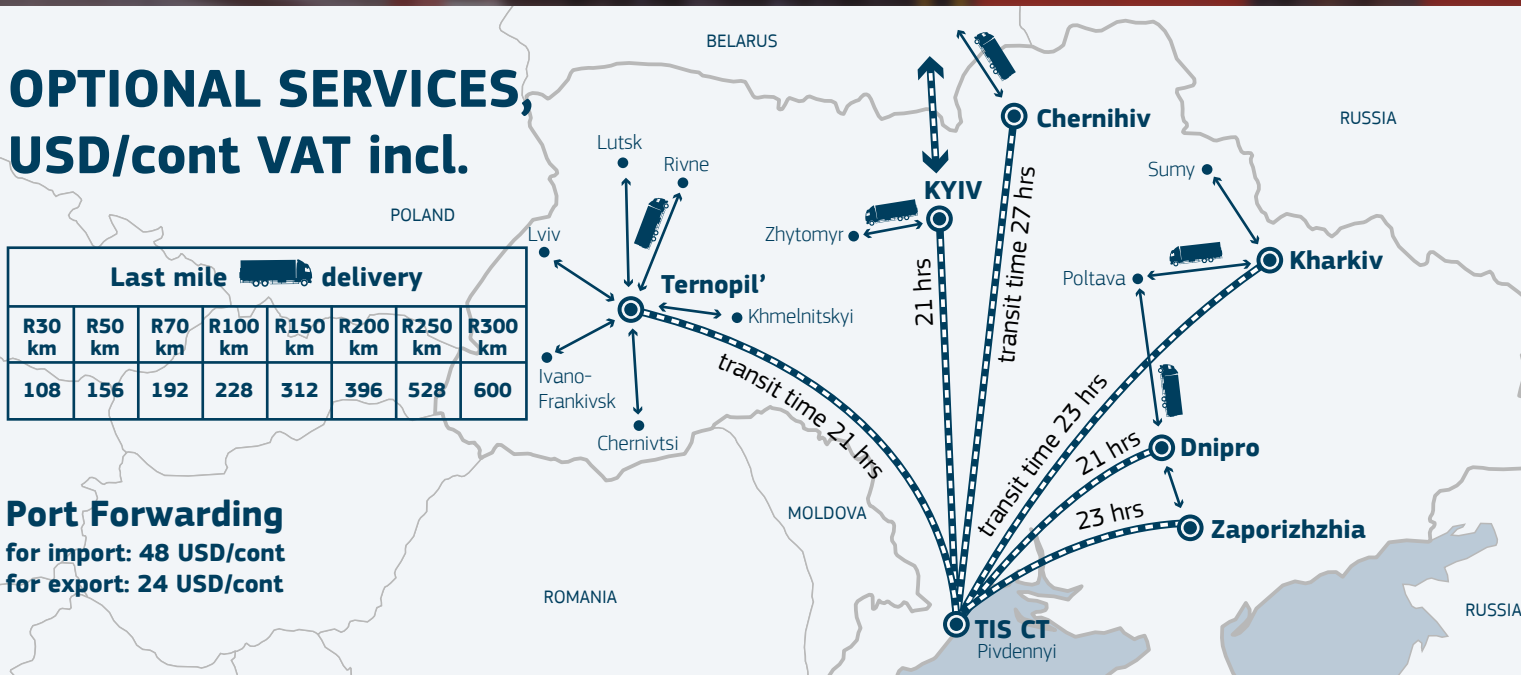 OPTIONAL SERVICES,
USD/cont VAT incl.
Last mile delivery
R30 km R50 km R70 km R100 km R150 km R200 km R250 km R300 km
108 156 192 228 312 396 528 600
Port Forwarding
for import: 48 USD/cont
for export: 24 USD/cont
BELARUS
RUSSIA
POLAND
Lutsk
Rivne
Lviv
Ternopil’
Khmelnitskyi
Ivano-
Frankivsk
Chernivtsi
Zhytomyr
KYIV
Chernihiv
Sumy
Poltava
Kharkiv
Dnipro
Zaporizhzhia
transit time 21 hrs
21 hrs
transit time 27 hrs
transit time 23 hrs
21 hrs
23 hrs
MOLDOVA
ROMANIA
RUSSIA
TIS CT
Pivdennyi